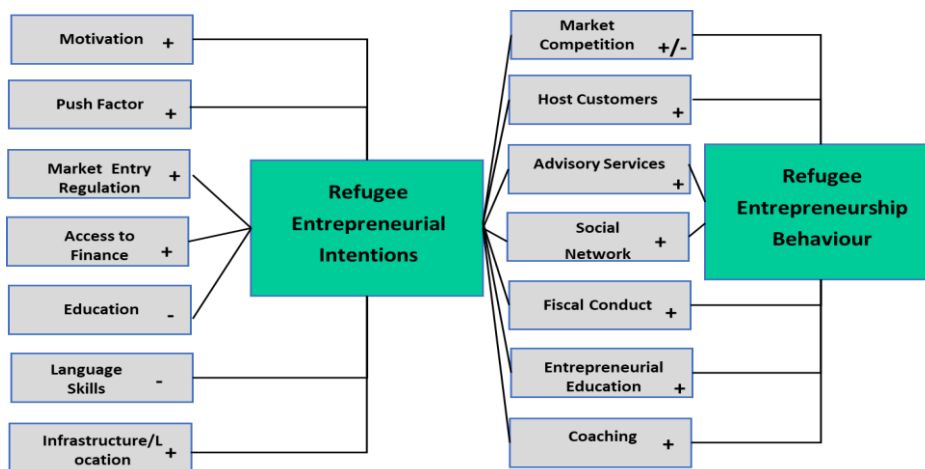 Motivation +
Push Factor +
Market Entry
Regulation +
Access to
Finance +
Education -
Language
Skills -
Infrastructure/L
ocation +
Refugee
Entrepreneurial
Intentions
Market
Competition +/-
Host Customers +
Advisory Services +
Social
Network +
Fiscal Conduct +
Entrepreneurial
Education +
Coaching +
Refugee
Entrepreneurship
Behaviour